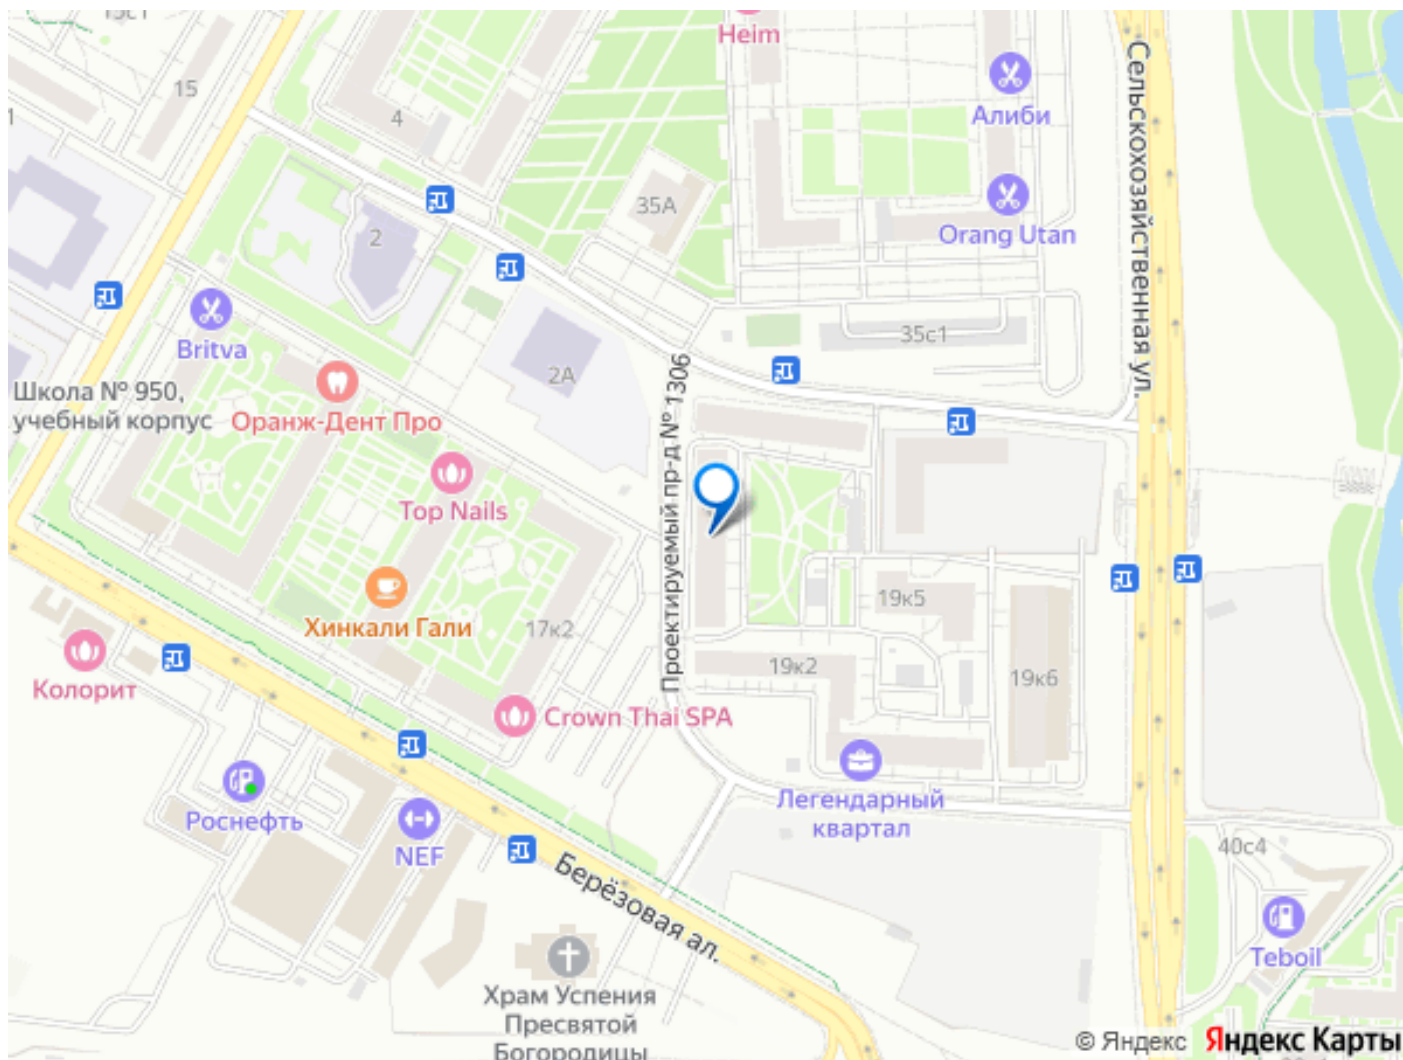 15с1
Heim
15
4
Алиби
Сельскохозяйственная ул.
1
35А
2
Orang Utan
35с1
Britva
Школа № 950,
учебный корпус
Оранж-Дент Про
2А
Проектируемый пр-д № 1306
Top Nails
Хинкали Гали
17к2
19к5
19к2
19к6
Колорит
Crown Thai SPA
Роснефть
NEF
Легендарный
квартал
Берёзовая ал.
40с4
Teboil
Храм Успения
Пресвятой
Богородицы
© Яндекс Яндекс Карты